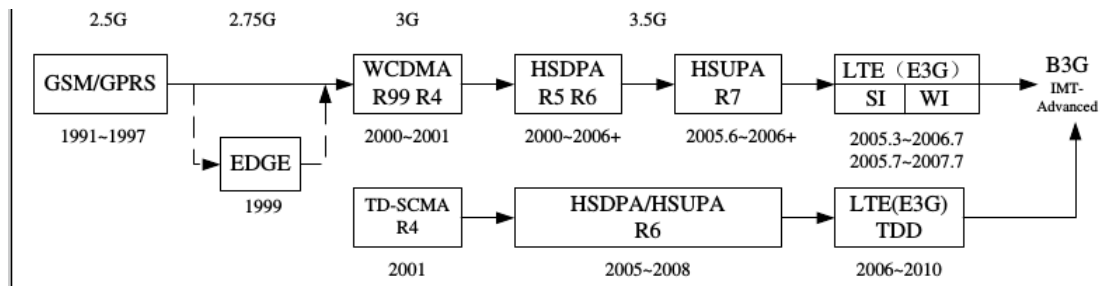 2.5G 2.75G 3G 3.5G
GSM/GPRS
1991~1997
EDGE
1999
WCDMA
R99 R4
2000~2001
HSDPA
R5 R6
2000~2006+
HSUPA
R7
2005.6~2006+
LTE（E3G）
SI WI
2005.3~2006.7
2005.7~2007.7
B3G
IMT-
Advanced
TD-SCMA
R4
2001
HSDPA/HSUPA
R6
2005~2008
LTE(E3G)
TDD
2006~2010